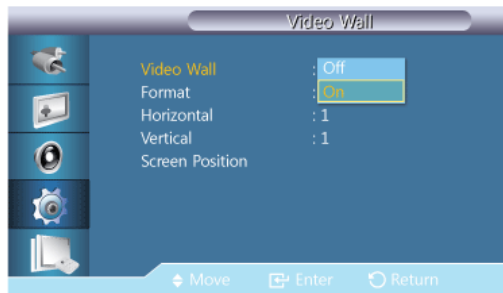 Video Wall
Video Wall : Off
Format : On
Horizontal : 1
Vertical : 1
Screen Position
Move Enter Return